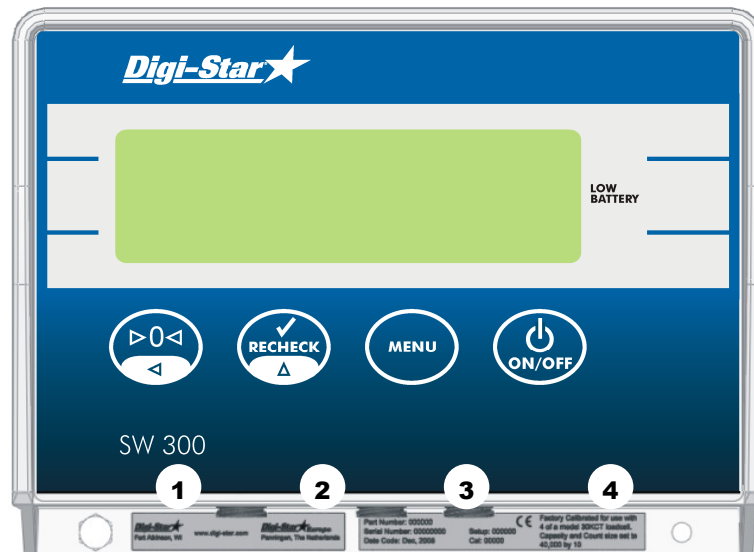 Digi-Star
LOW
BATTERY
0
RECHECK
MENU
ON/OFF
SW 300
1
2
3
4
Digi-Star
Fort Atkinson, WI
www.digi-star.com
Digi-Star Europe
Panningen, The Netherlands
Part Number: 000000
Serial Number: 00000000
Date Code: Dec, 2008
Setup: 000000
Cal: 00000
CE
Factory Calibrated for use with
4 of a model 30KCT loadcell.
Capacity and Count size set to
40,000 by 10